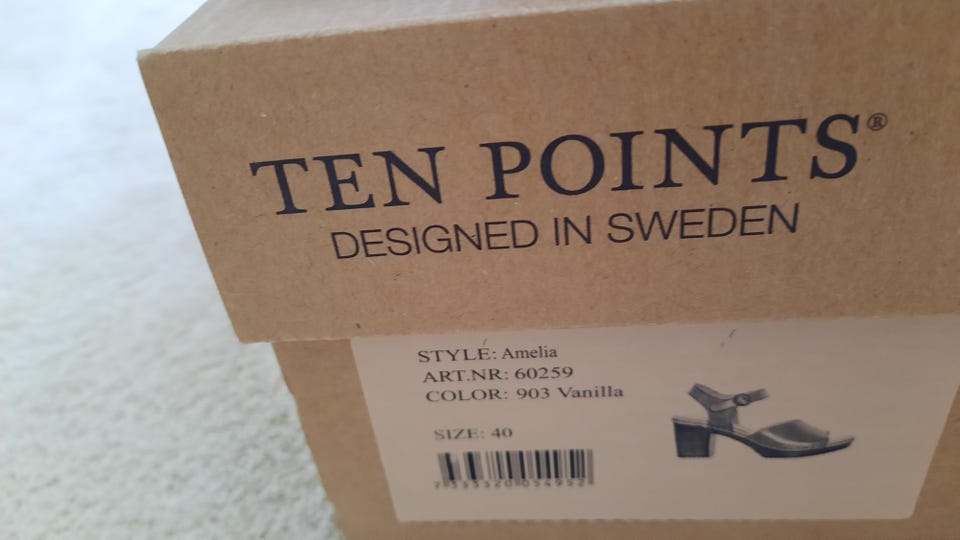 TEN POINTS®
DESIGNED IN SWEDEN
STYLE: Amelia
ART.NR: 60259
COLOR: 903 Vanilla
SIZE: 40